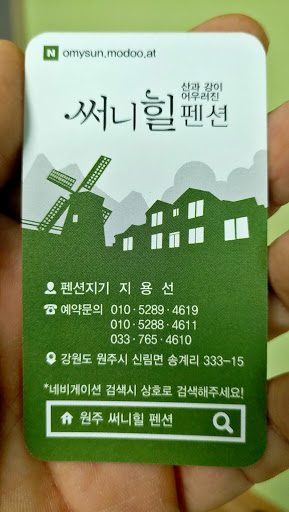 N omysun.modoo.at
산과 강이
어우러진
써니힐 펜션
펜션지기 지 용 선
예약문의 010 · 5289 · 4619
010 · 5288 · 4611
033 · 765 · 4610
강원도 원주시 신림면 송계리 333-15
*네비게이션 검색시 상호로 검색해주세요!
원주 써니힐 펜션